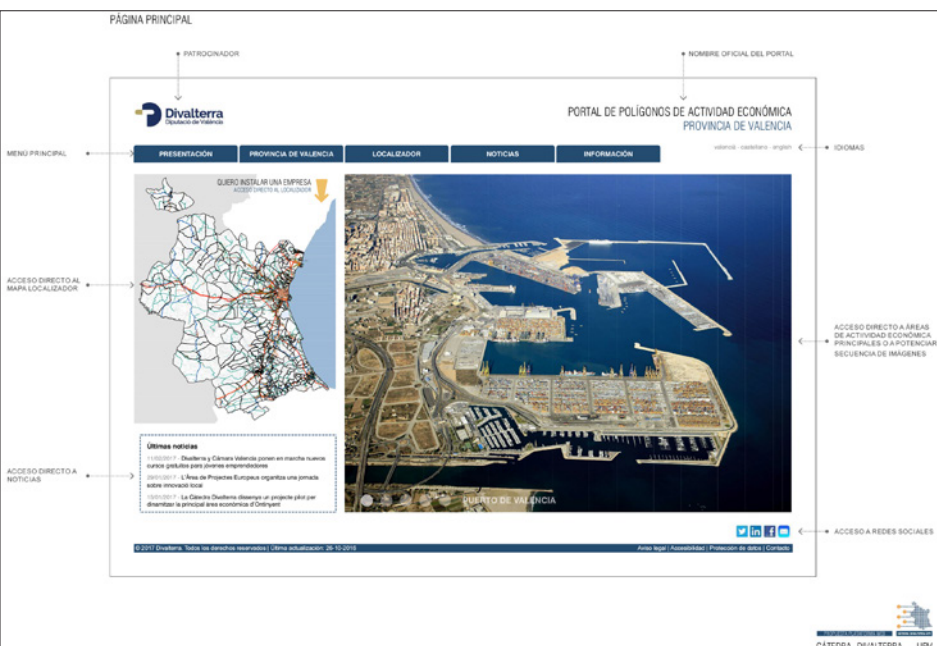 PÁGINA PRINCIPAL
PATROCINADOR
NOMBRE OFICIAL DEL PORTAL
Divalterra
Diputació de València
PORTAL DE POLÍGONOS DE ACTIVIDAD ECONÓMICA
PROVINCIA DE VALENCIA
MENÚ PRINCIPAL
PRESENTACIÓN
PROVINCIA DE VALENCIA
LOCALIZADOR
NOTICIAS
INFORMACIÓN
valencià - castellano - english
IDIOMAS
QUIERO INSTALAR UNA EMPRESA
ACCESO DIRECTO AL LOCALIZADOR
ACCESO DIRECTO AL
MAPA LOCALIZADOR
ACCESO DIRECTO A ÁREAS
DE ACTIVIDAD ECONÓMICA
PRINCIPALES O A POTENCIAR
SECUENCIA DE IMÁGENES
Últimas noticias
11/02/2017 - Divalterra y Cámara Valencia ponen en marcha nuevos
cursos gratuitos para jóvenes emprendedores
29/01/2017 - L'Àrea de Projectes Europeus organitza una jornada
sobre innovació local
13/01/2017 - La Càtedra Divalterra dissenya un projecte pilot per
dinamitzar la principal àrea econòmica d'Ontinyent
ACCESO DIRECTO A
NOTICIAS
PUERTO DE VALENCIA
ACCESO A REDES SOCIALES
© 2017 Divalterra. Todos los derechos reservados | Última actualización: 26-10-2016
Aviso legal | Accesibilidad | Protección de datos | Contacto
CÁTEDRA DIVALTERRA - UPV